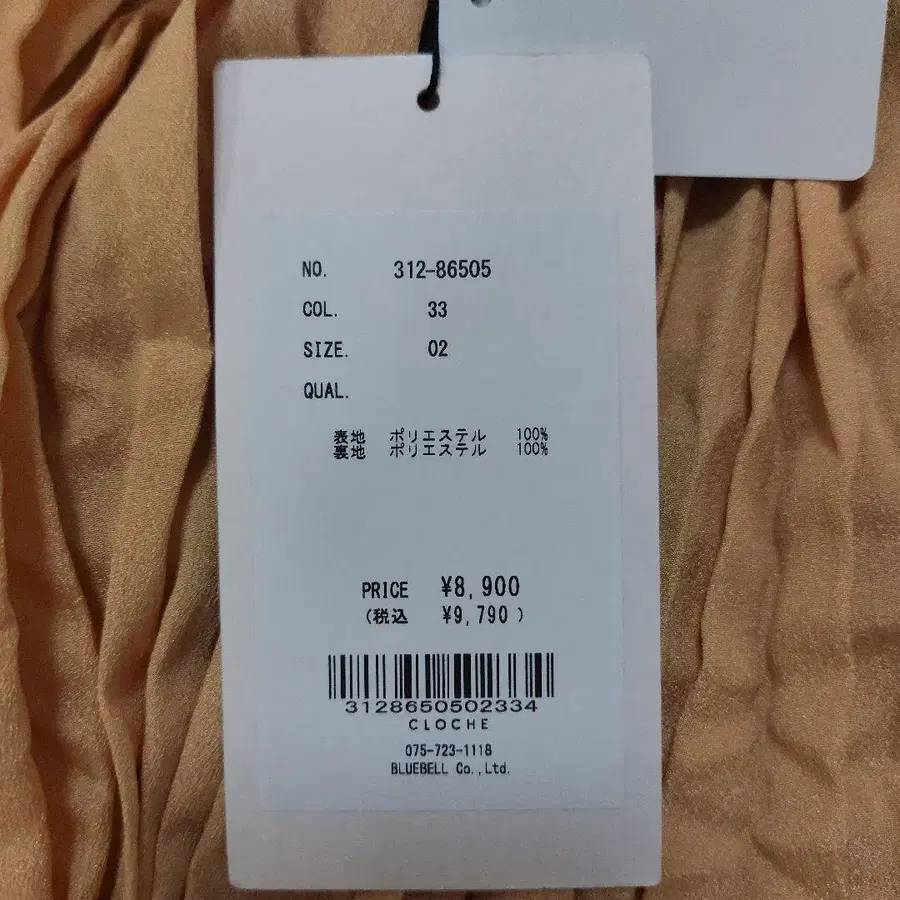 NO. 312-86505
COL. 33
SIZE. 02
QUAL.
表地 ポリエステル 100%
裏地 ポリエステル 100%
PRICE ¥8,900
(税込 ¥9,790)
3128650502334
CLOCHE
075-723-1118
BLUEBELL Co.,Ltd.